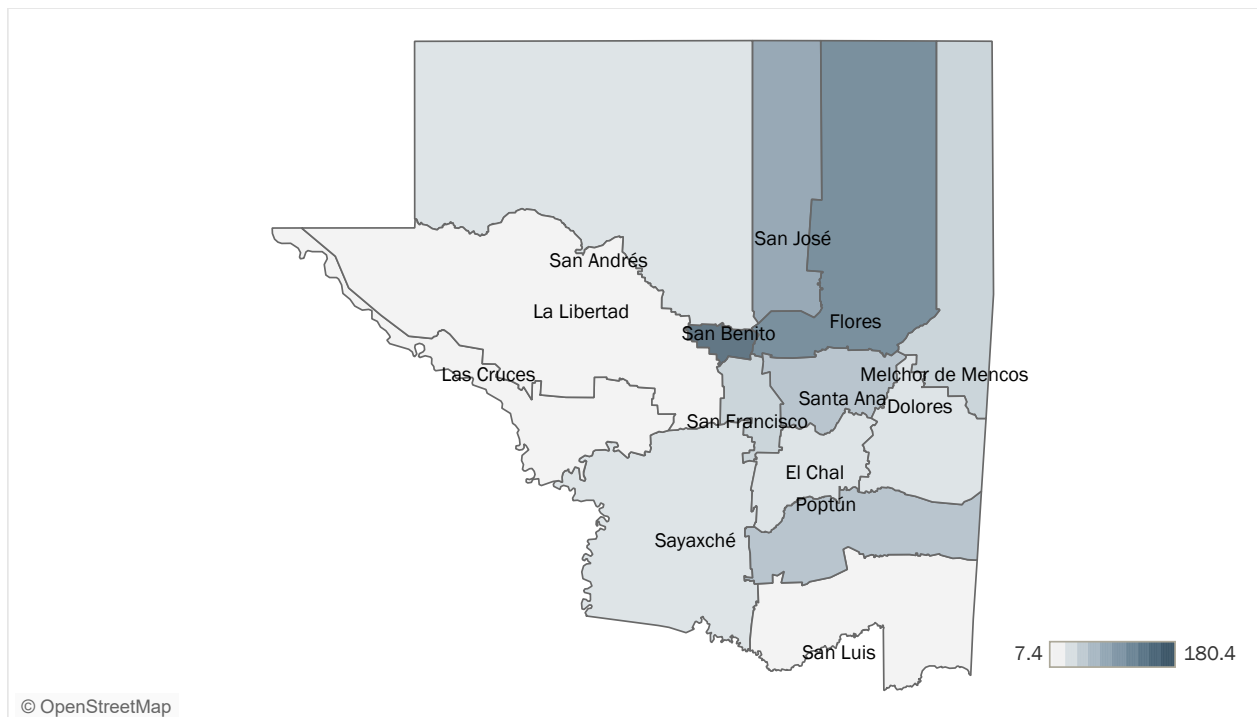 San José
San Andrés
La Libertad
Flores
San Benito
Las Cruces
Melchor de Mencos
Santa Ana
Dolores
San Francisco
El Chal
Poptún
Sayaxché
San Luis
7.4
180.4
© OpenStreetMap